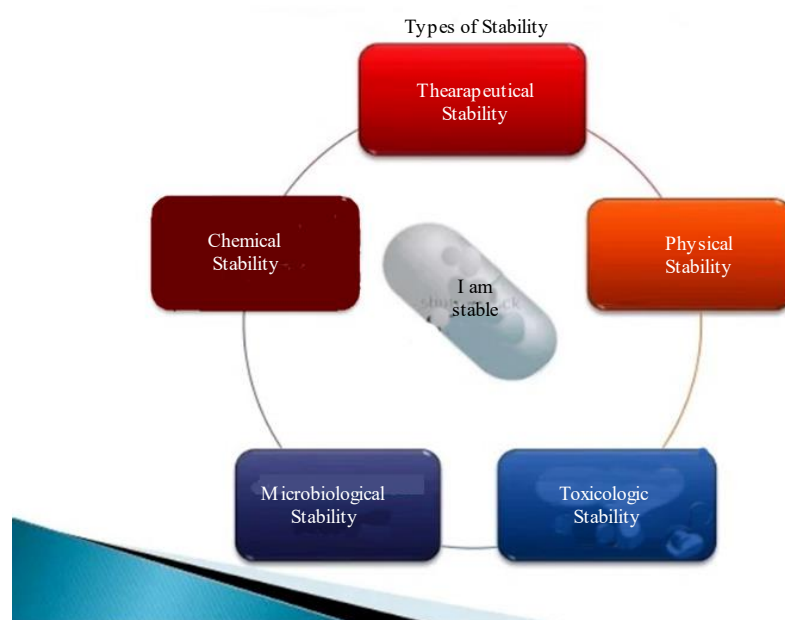 Types of Stability
Thearapeutical
Stability
Chemical
Stability
Physical
Stability
I am
stable
Microbiological
Stability
Toxicologic
Stability